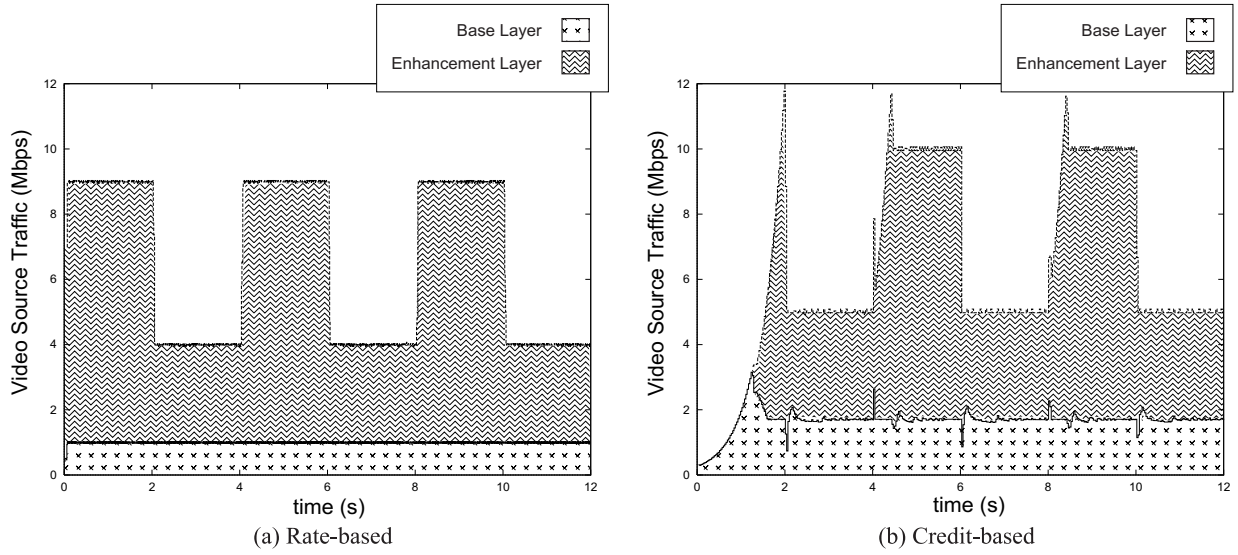 Base Layer
Enhancement Layer
12
10
8
6
4
2
0
Video Source Traffic (Mbps)
0 2 4 6 8 10 12
time (s)
(a) Rate-based
Base Layer
Enhancement Layer
12
10
8
6
4
2
0
Video Source Traffic (Mbps)
0 2 4 6 8 10 12
time (s)
(b) Credit-based